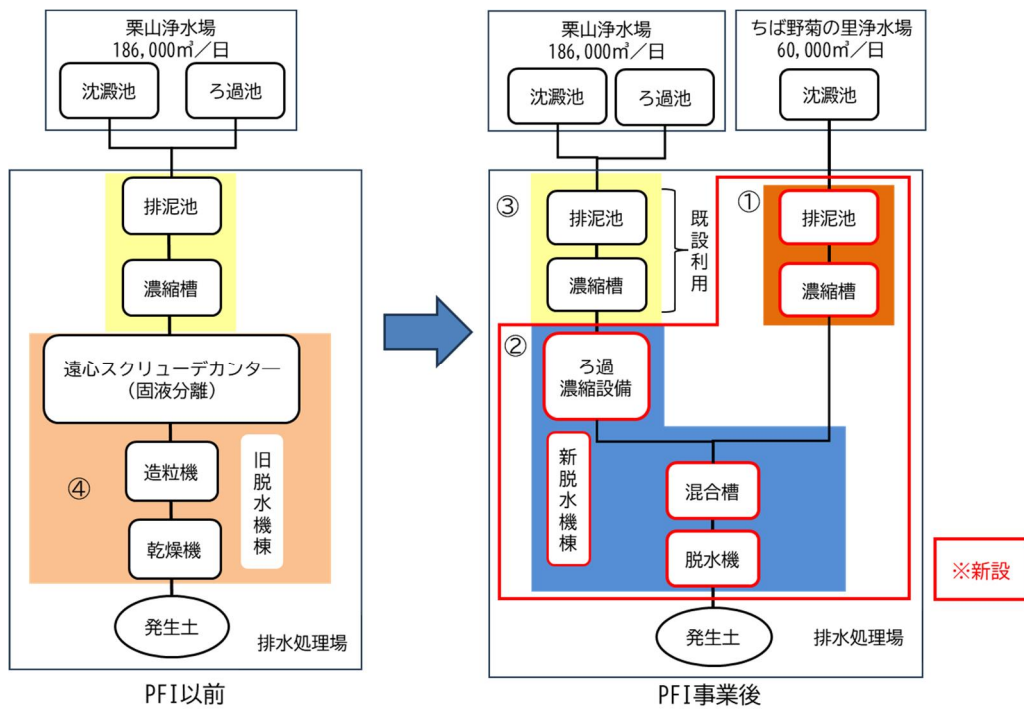 栗山浄水場
186,000㎥/日
沈澱池
ろ過池
排泥池
濃縮槽
遠心スクリューデカンター
(固液分離)
④
造粒機
乾燥機
旧脱水機棟
発生土
排水処理場
PFI以前
栗山浄水場
186,000㎥/日
沈澱池
ろ過池
ちば野菊の里浄水場
60,000㎥/日
沈澱池
③
排泥池
濃縮槽
既設利用
①
排泥池
濃縮槽
②
ろ過
濃縮設備
新脱水機棟
混合槽
脱水機
発生土
排水処理場
※新設
PFI事業後